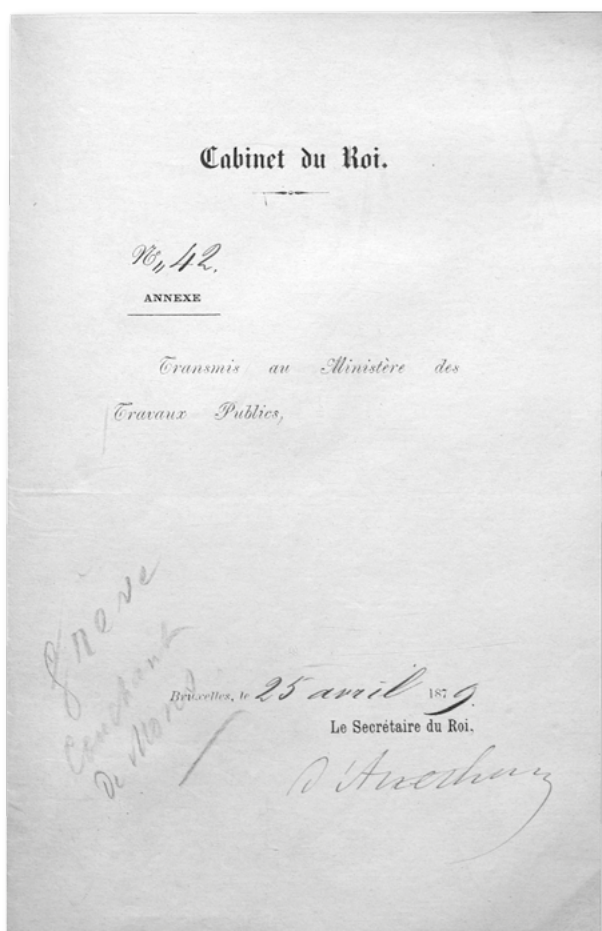 Cabinet du Roi.
N° 42.
ANNEXE
Transmis au Ministère des
Travaux Publics,
Grève
Couchant
De Mons
Bruxelles, le 25 avril 1879.
Le Secrétaire du Roi.